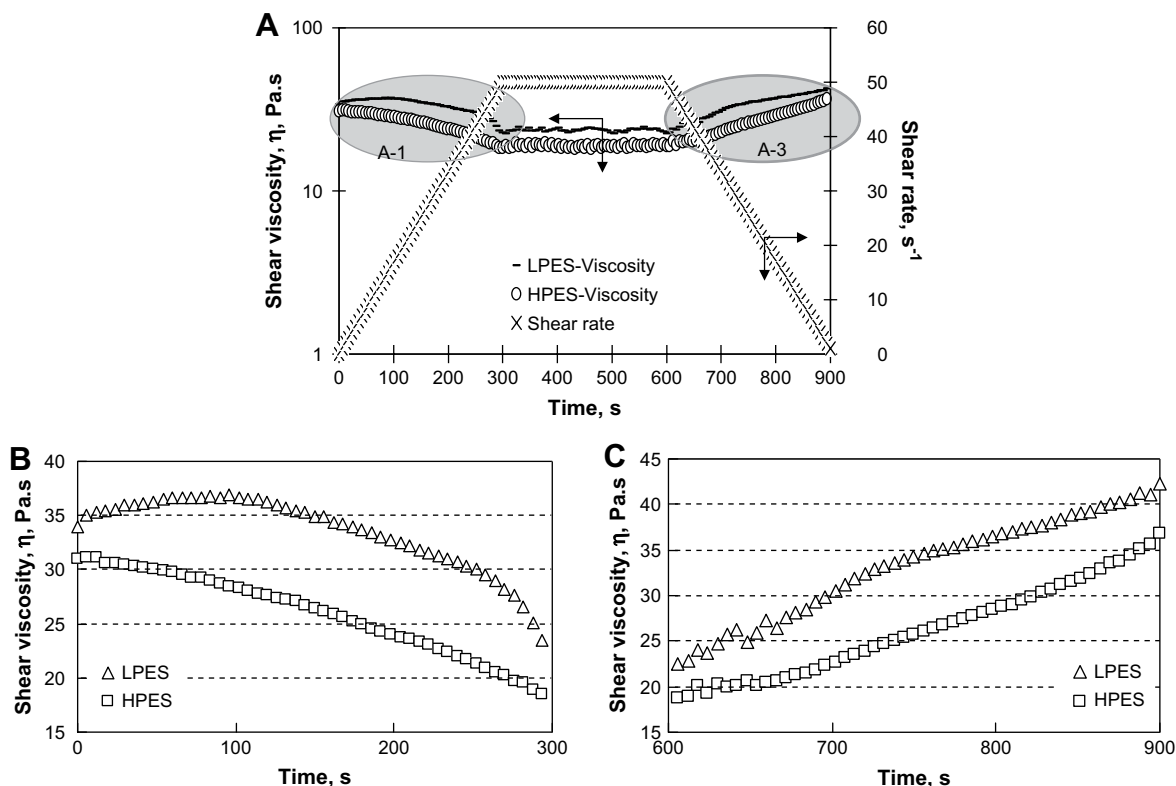 A
Shear viscosity, η, Pa.s
100
10
1
A-1
A-3
LPES-Viscosity
HPES-Viscosity
Shear rate
60
50
40
30
20
10
0
Shear rate, s-1
0 100 200 300 400 500 600 700 800 900
Time, s
B
Shear viscosity, η, Pa.s
40
35
30
25
20
15
LPES
HPES
0 100 200 300
Time, s
C
Shear viscosity, η, Pa.s
45
40
35
30
25
20
15
LPES
HPES
600 700 800 900
Time, s